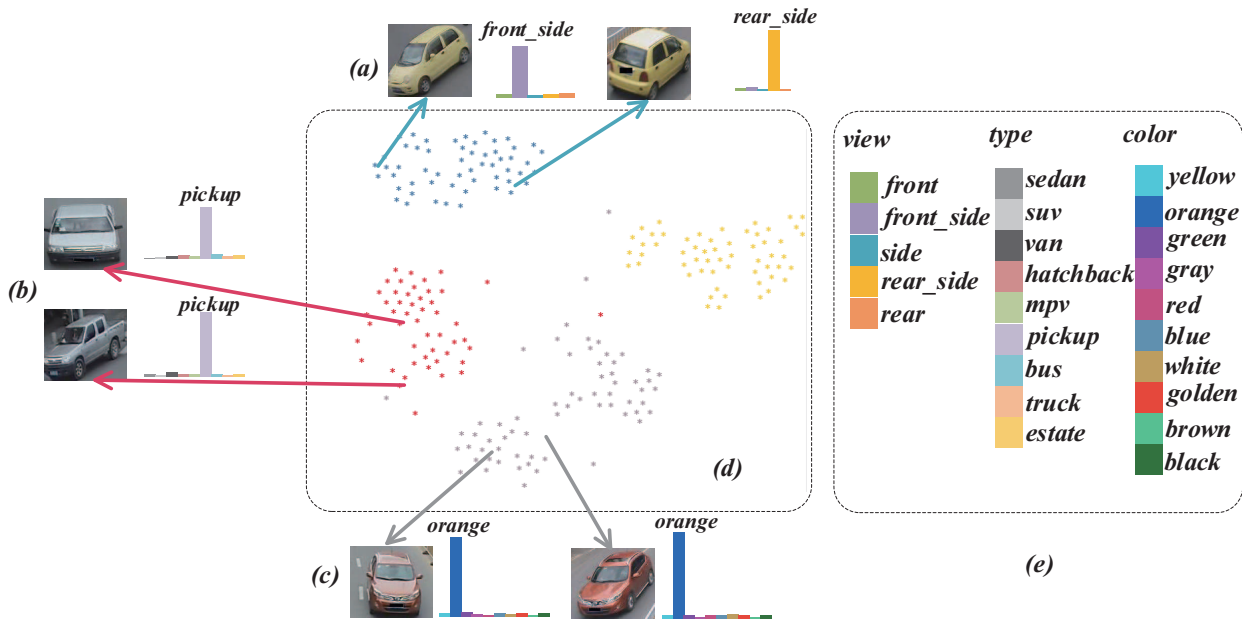 (a)
front_side
rear_side
(b)
pickup
pickup
(c)
orange
orange
(d)
view
front
front_side
side
rear_side
rear
type
sedan
suv
van
hatchback
mpv
pickup
bus
truck
estate
color
yellow
orange
green
gray
red
blue
white
golden
brown
black
(e)